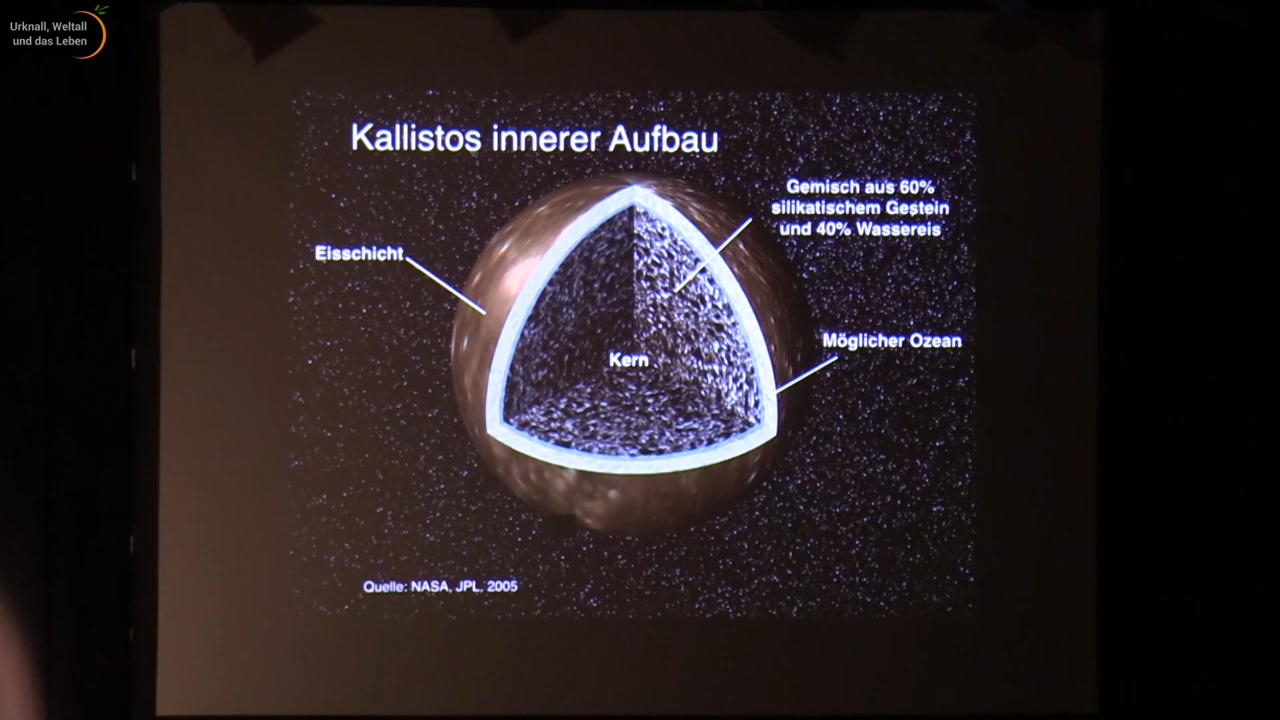 Urknall, Weltall
und das Leben
Kallistos innerer Aufbau
Gemisch aus 60%
silikatischem Gestein
und 40% Wassereis
Eisschicht
Möglicher Ozean
Kern
Quelle: NASA, JPL, 2005